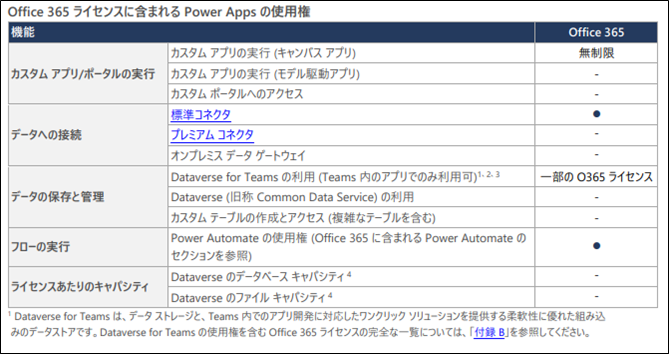 Office 365 ライセンスに含まれる Power Apps の使用権
機能 Office 365
カスタム アプリ/ポータルの実行 カスタム アプリの実行 (キャンバス アプリ) 無制限
カスタム アプリの実行 (モデル駆動アプリ) -
カスタム ポータルへのアクセス -
データへの接続 標準コネクタ ●
プレミアム コネクタ -
オンプレミス データ ゲートウェイ -
データの保存と管理 Dataverse for Teams の利用 (Teams 内のアプリでのみ利用可)1, 2, 3 一部の O365 ライセンス
Dataverse (旧称 Common Data Service) の利用 -
カスタム テーブルの作成とアクセス (複雑なテーブルを含む) -
フローの実行 Power Automate の使用権 (Office 365 に含まれる Power Automate の ●
セクションを参照)
ライセンスあたりのキャパシティ Dataverse のデータベース キャパシティ 4 -
Dataverse のファイル キャパシティ 4 -
1 Dataverse for Teams は、データ ストレージと、Teams 内でのアプリ開発に対応したワンクリック ソリューションを提供する柔軟性に優れた組み込
みのデータストアです。Dataverse for Teams の使用権を含む Office 365 ライセンスの完全な一覧については、「付録 B」を参照してください。